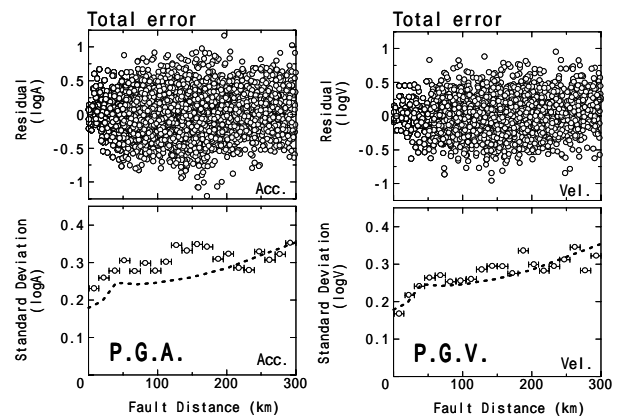 Total error
Total error
1
0.5
0
-0.5
-1
Residual
(logA)
Acc.
1
0.5
0
-0.5
-1
Residual
(logV)
Vel.
0.4
0.3
0.2
0.1
Standard Deviation
(logA)
P.G.A.
Acc.
0 100 200 300
Fault Distance (km)
0.4
0.3
0.2
0.1
Standard Deviation
(logV)
P.G.V.
Vel.
0 100 200 300
Fault Distance (km)